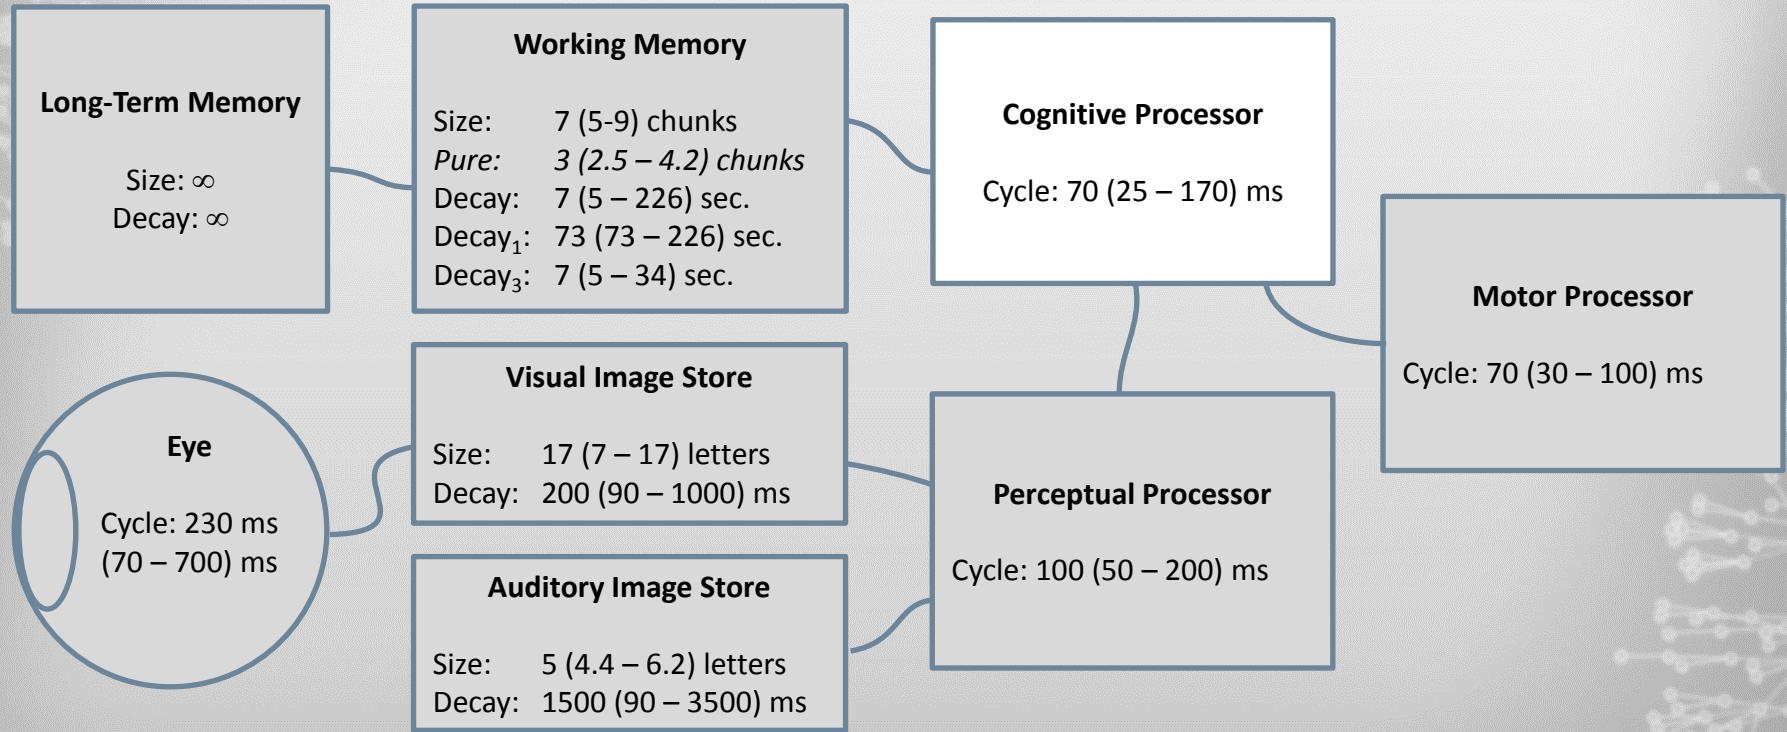 Long-Term Memory
Size: ∞
Decay: ∞
Working Memory
Size: 7 (5-9) chunks
Pure: 3 (2.5 – 4.2) chunks
Decay: 7 (5 – 226) sec.
Decay₁: 73 (73 – 226) sec.
Decay₃: 7 (5 – 34) sec.
Cognitive Processor
Cycle: 70 (25 – 170) ms
Motor Processor
Cycle: 70 (30 – 100) ms
Eye
Cycle: 230 ms
(70 – 700) ms
Visual Image Store
Size: 17 (7 – 17) letters
Decay: 200 (90 – 1000) ms
Auditory Image Store
Size: 5 (4.4 – 6.2) letters
Decay: 1500 (90 – 3500) ms
Perceptual Processor
Cycle: 100 (50 – 200) ms